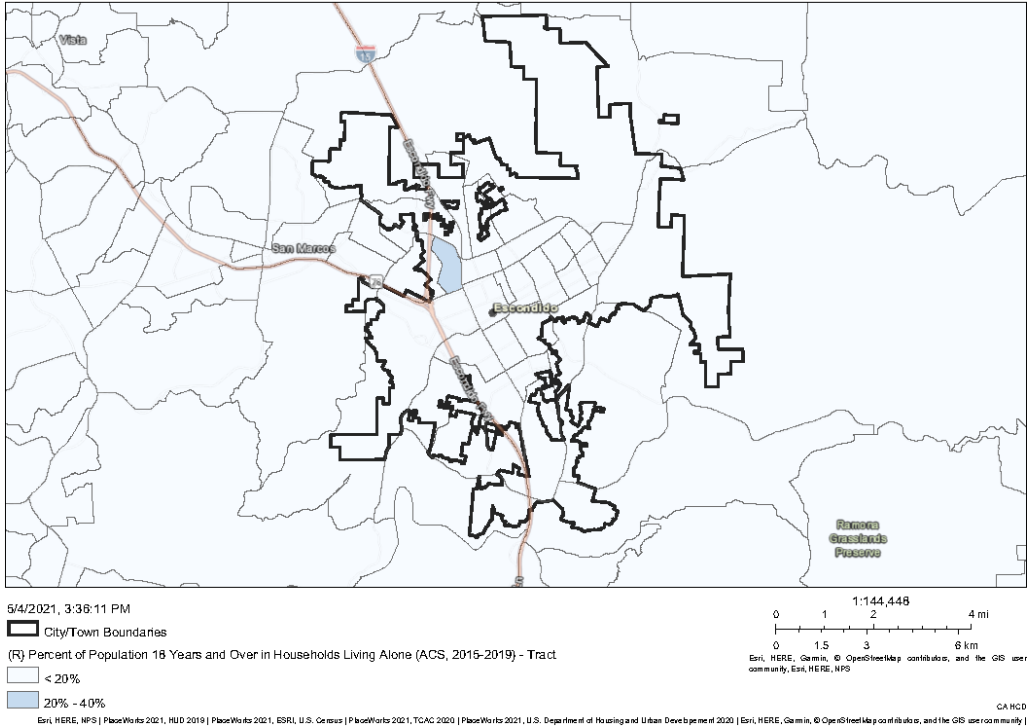 Vista
15
San Marcos
78
Escondido
Ramona
Grasslands
Preserve
5/4/2021, 3:36:11 PM
City/Town Boundaries
(R) Percent of Population 18 Years and Over in Households Living Alone (ACS, 2015-2019) - Tract
< 20%
20% - 40%
1:144,448
0 1 2 4 mi
0 1.5 3 6 km
Esri, HERE, Garmin, © OpenStreetMap contributors, and the GIS user
community, Esri, HERE, NPS
CA HCD
Esri, HERE, NPS | PlaceWorks 2021, HUD 2019 | PlaceWorks 2021, ESRI, U.S. Census | PlaceWorks 2021, TCAC 2020 | PlaceWorks 2021, U.S. Department of Housing and Urban Development 2020 | Esri, HERE, Garmin, © OpenStreetMap contributors, and the GIS user community |